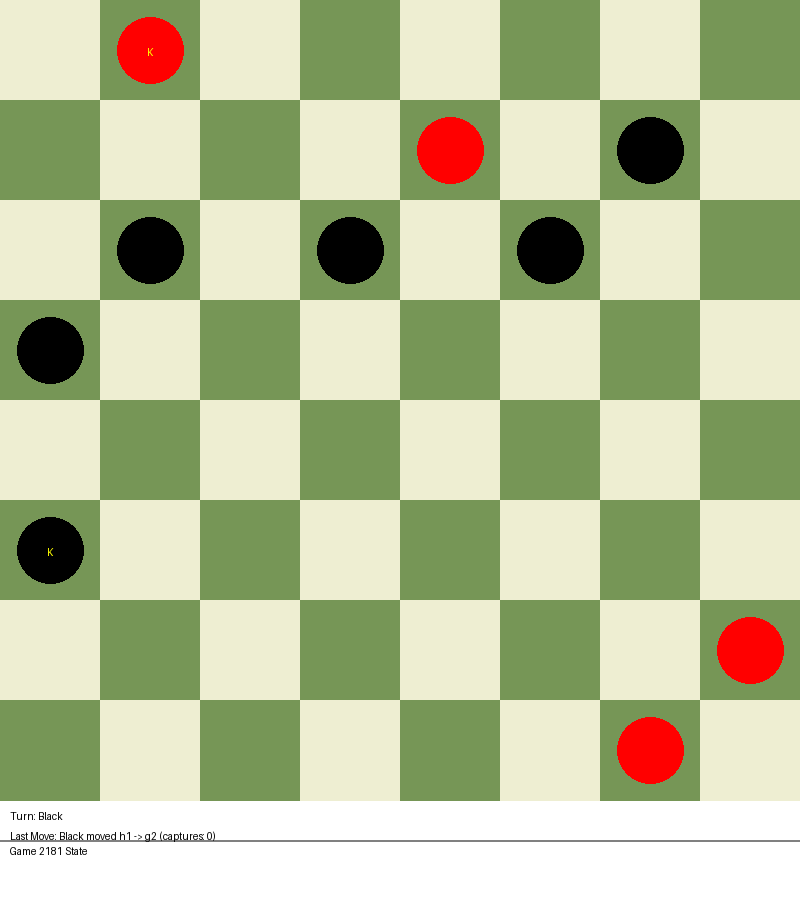 K
K
Turn: Black
Last Move: Black moved h1 -> g2 (captures: 0)
Game 2181 State